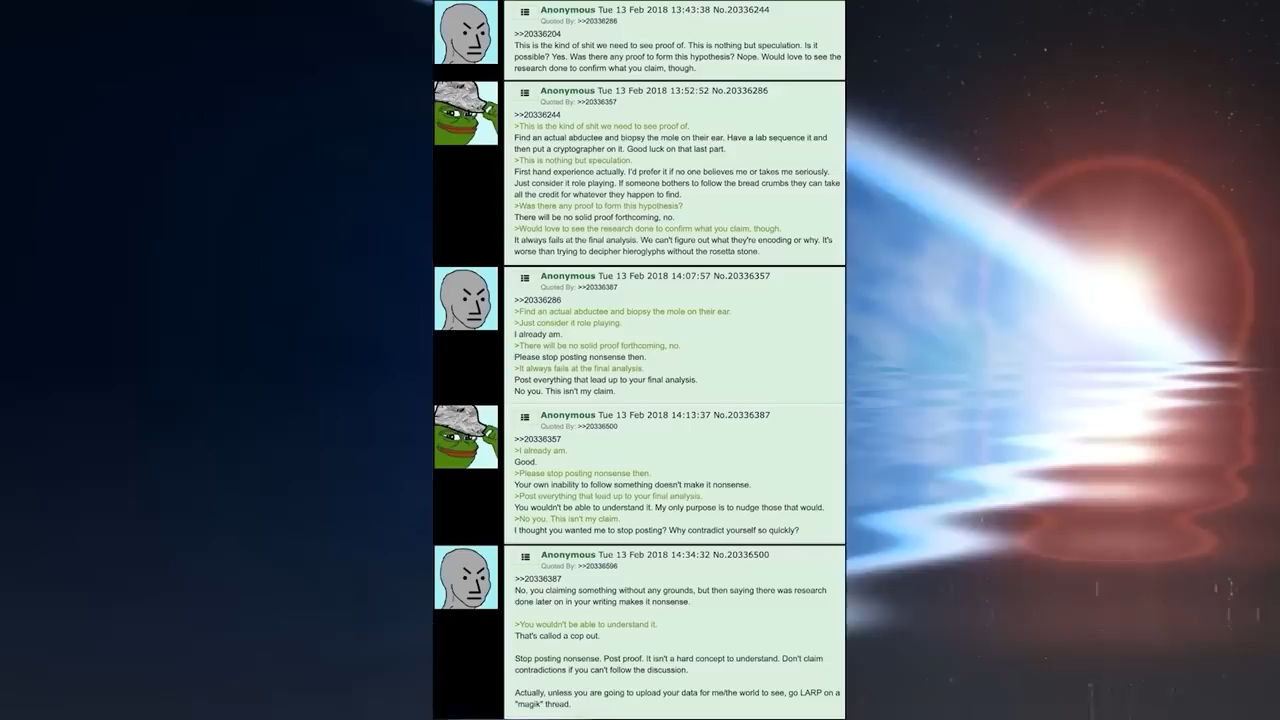 Anonymous Tue 13 Feb 2018 13:43:38 No.20336244
Quoted By: >>20336286
>>20336204
This is the kind of shit we need to see proof of. This is nothing but speculation. Is it
possible? Yes. Was there any proof to form this hypothesis? Nope. Would love to see the
research done to confirm what you claim, though.
Anonymous Tue 13 Feb 2018 13:52:52 No.20336286
Quoted By: >>20336357
>>20336244
>This is the kind of shit we need to see proof of.
Find an actual abductee and biopsy the mole on their ear. Have a lab sequence it and
then put a cryptographer on it. Good luck on that last part.
>This is nothing but speculation.
First hand experience actually. I'd prefer it if no one believes me or takes me seriously.
Just consider it role playing. If someone bothers to follow the bread crumbs they can take
all the credit for whatever they happen to find.
>Was there any proof to form this hypothesis?
There will be no solid proof forthcoming, no.
>Would love to see the research done to confirm what you claim, though.
It always fails at the final analysis. We can't figure out what they're encoding or why. It's
worse than trying to decipher hieroglyphs without the rosetta stone.
Anonymous Tue 13 Feb 2018 14:07:57 No.20336357
Quoted By: >>20336387
>>20336286
>Find an actual abductee and biopsy the mole on their ear.
>Just consider it role playing.
I already am.
>There will be no solid proof forthcoming, no.
Please stop posting nonsense then.
>It always fails at the final analysis.
Post everything that lead up to your final analysis.
No you. This isn't my claim.
Anonymous Tue 13 Feb 2018 14:13:37 No.20336387
Quoted By: >>20336500
>>20336357
>I already am.
Good.
>Please stop posting nonsense then.
Your own inability to follow something doesn't make it nonsense.
>Post everything that lead up to your final analysis.
You wouldn't be able to understand it. My only purpose is to nudge those that would.
>No you. This isn't my claim.
I thought you wanted me to stop posting? Why contradict yourself so quickly?
Anonymous Tue 13 Feb 2018 14:34:32 No.20336500
Quoted By: >>20336596
>>20336387
No, you claiming something without any grounds, but then saying there was research
done later on in your writing makes it nonsense.
>You wouldn't be able to understand it.
That's called a cop out.
Stop posting nonsense. Post proof. It isn't a hard concept to understand. Don't claim
contradictions if you can't follow the discussion.
Actually, unless you are going to upload your data for me/the world to see, go LARP on a
"magik" thread.